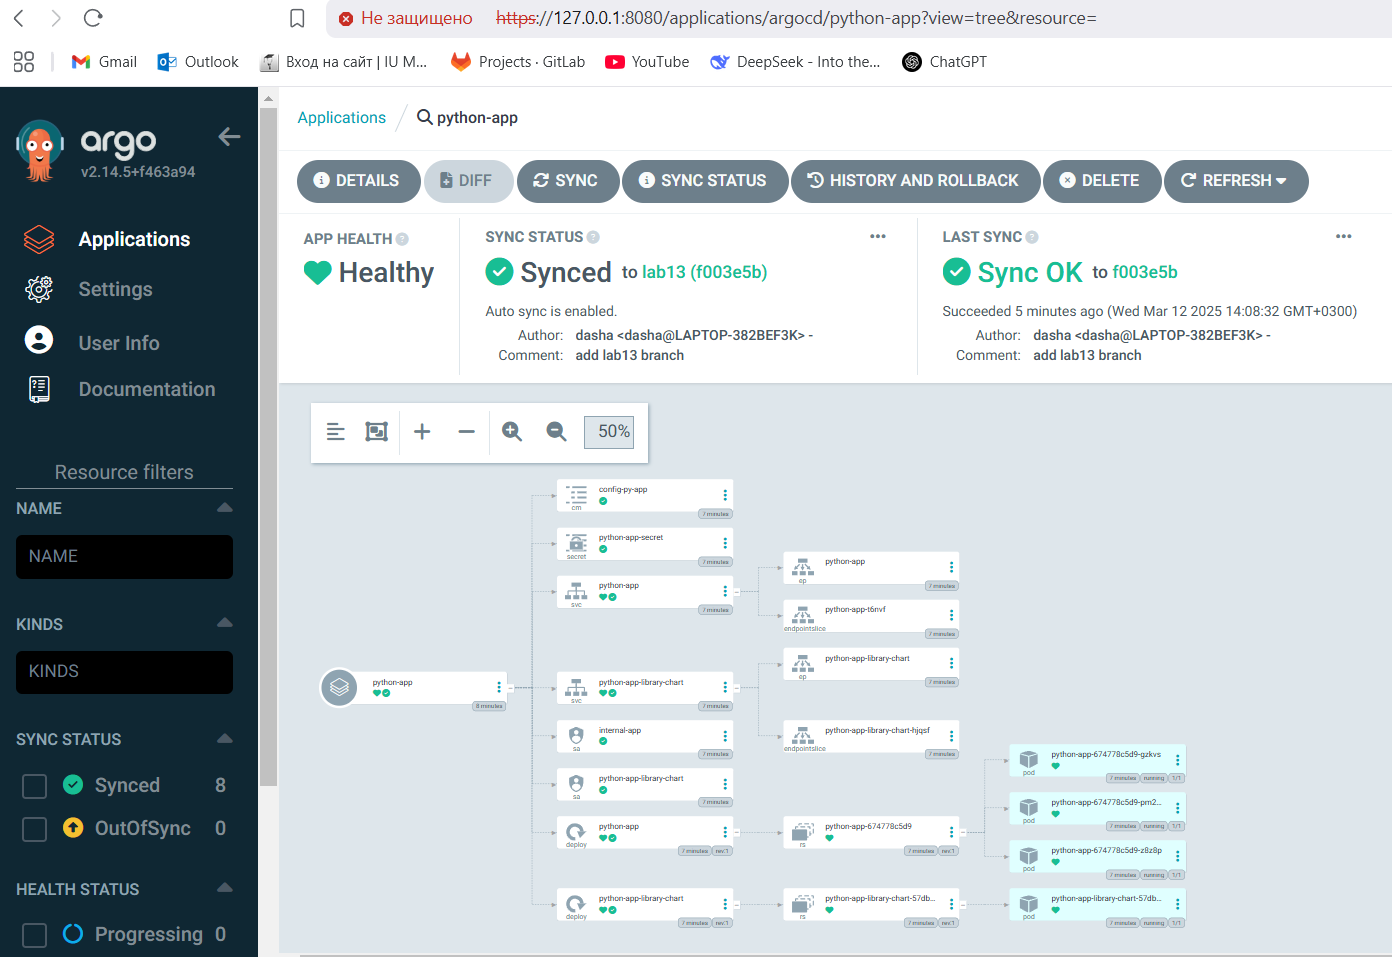 Не защищено https://127.0.0.1:8080/applications/argocd/python-app?view=tree&resource=
Gmail Outlook Вход на сайт | IU М... Projects · GitLab YouTube DeepSeek - Into the... ChatGPT
argo
v2.14.5+f463a94
Applications
Settings
User Info
Documentation
Resource filters
NAME
NAME
KINDS
KINDS
SYNC STATUS
Synced 8
OutOfSync 0
HEALTH STATUS
Progressing 0
Applications / python-app
DETAILS DIFF SYNC SYNC STATUS HISTORY AND ROLLBACK DELETE REFRESH
APP HEALTH
Healthy
SYNC STATUS
Synced to lab13 (f003e5b)
Auto sync is enabled.
Author: dasha <dasha@LAPTOP-382BEF3K> -
Comment: add lab13 branch
LAST SYNC
Sync OK to f003e5b
Succeeded 5 minutes ago (Wed Mar 12 2025 14:08:32 GMT+0300)
Author: dasha <dasha@LAPTOP-382BEF3K> -
Comment: add lab13 branch
50%
python-app
8 minutes
config-py-app
cm
7 minutes
python-app-secret
secret
7 minutes
python-app
svc
7 minutes
python-app
ep
7 minutes
python-app-t6nvf
endpointslice
7 minutes
python-app-library-chart
svc
7 minutes
python-app-library-chart
ep
7 minutes
python-app-library-chart-hjqsf
endpointslice
7 minutes
internal-app
sa
7 minutes
python-app-library-chart
sa
7 minutes
python-app
deploy
7 minutes rev:1
python-app-674778c5d9
rs
7 minutes rev:1
python-app-674778c5d9-gzkvs
pod
7 minutes running 1/1
python-app-674778c5d9-pm2...
pod
7 minutes running 1/1
python-app-674778c5d9-z8z8p
pod
7 minutes running 1/1
python-app-library-chart
deploy
7 minutes rev:1
python-app-library-chart-57db...
rs
7 minutes rev:1
python-app-library-chart-57db...
pod
7 minutes running 1/1